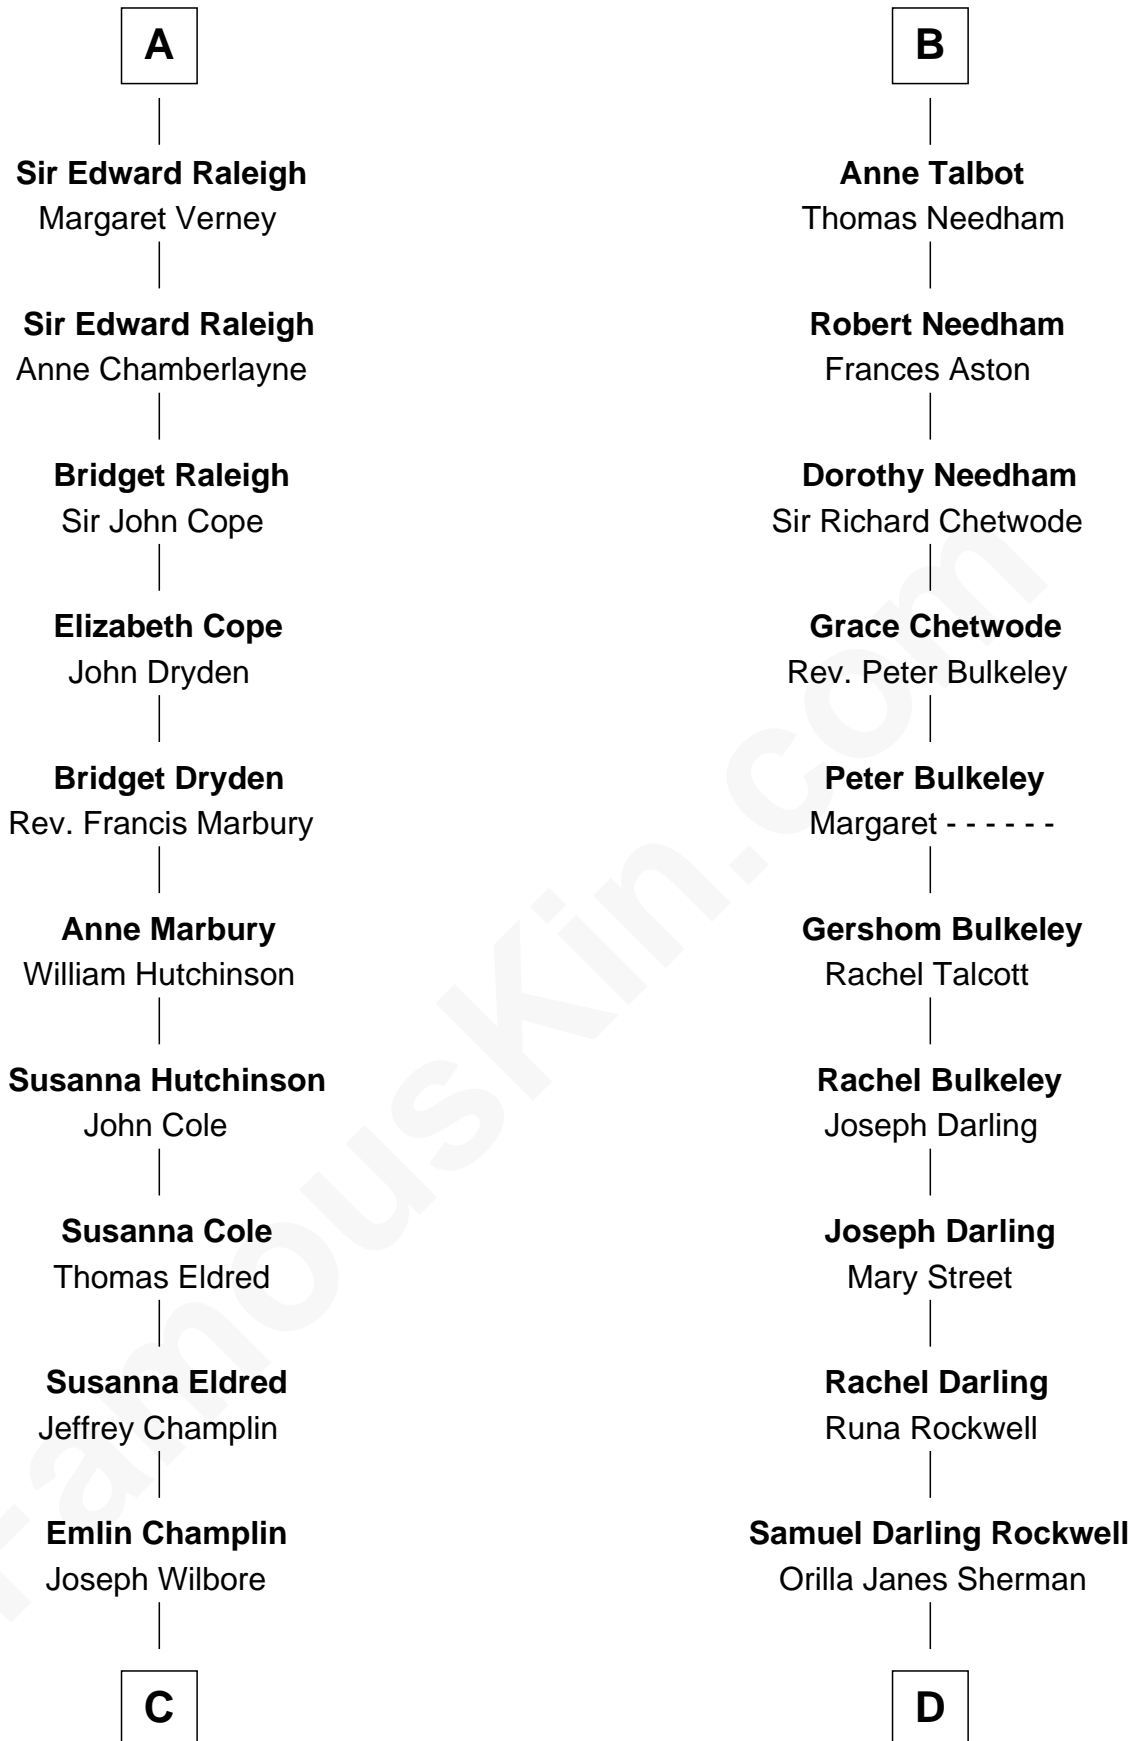 A
Sir Edward Raleigh
Margaret Verney
Sir Edward Raleigh
Anne Chamberlayne
Bridget Raleigh
Sir John Cope
Elizabeth Cope
John Dryden
Bridget Dryden
Rev. Francis Marbury
Anne Marbury
William Hutchinson
Susanna Hutchinson
John Cole
Susanna Cole
Thomas Eldred
Susanna Eldred
Jeffrey Champlin
Emlin Champlin
Joseph Wilbore
C
B
Anne Talbot
Thomas Needham
Robert Needham
Frances Aston
Dorothy Needham
Sir Richard Chetwode
Grace Chetwode
Rev. Peter Bulkeley
Peter Bulkeley
Margaret - - - - - -
Gershom Bulkeley
Rachel Talcott
Rachel Bulkeley
Joseph Darling
Joseph Darling
Mary Street
Rachel Darling
Runa Rockwell
Samuel Darling Rockwell
Orilla Janes Sherman
D
FamousKin.com